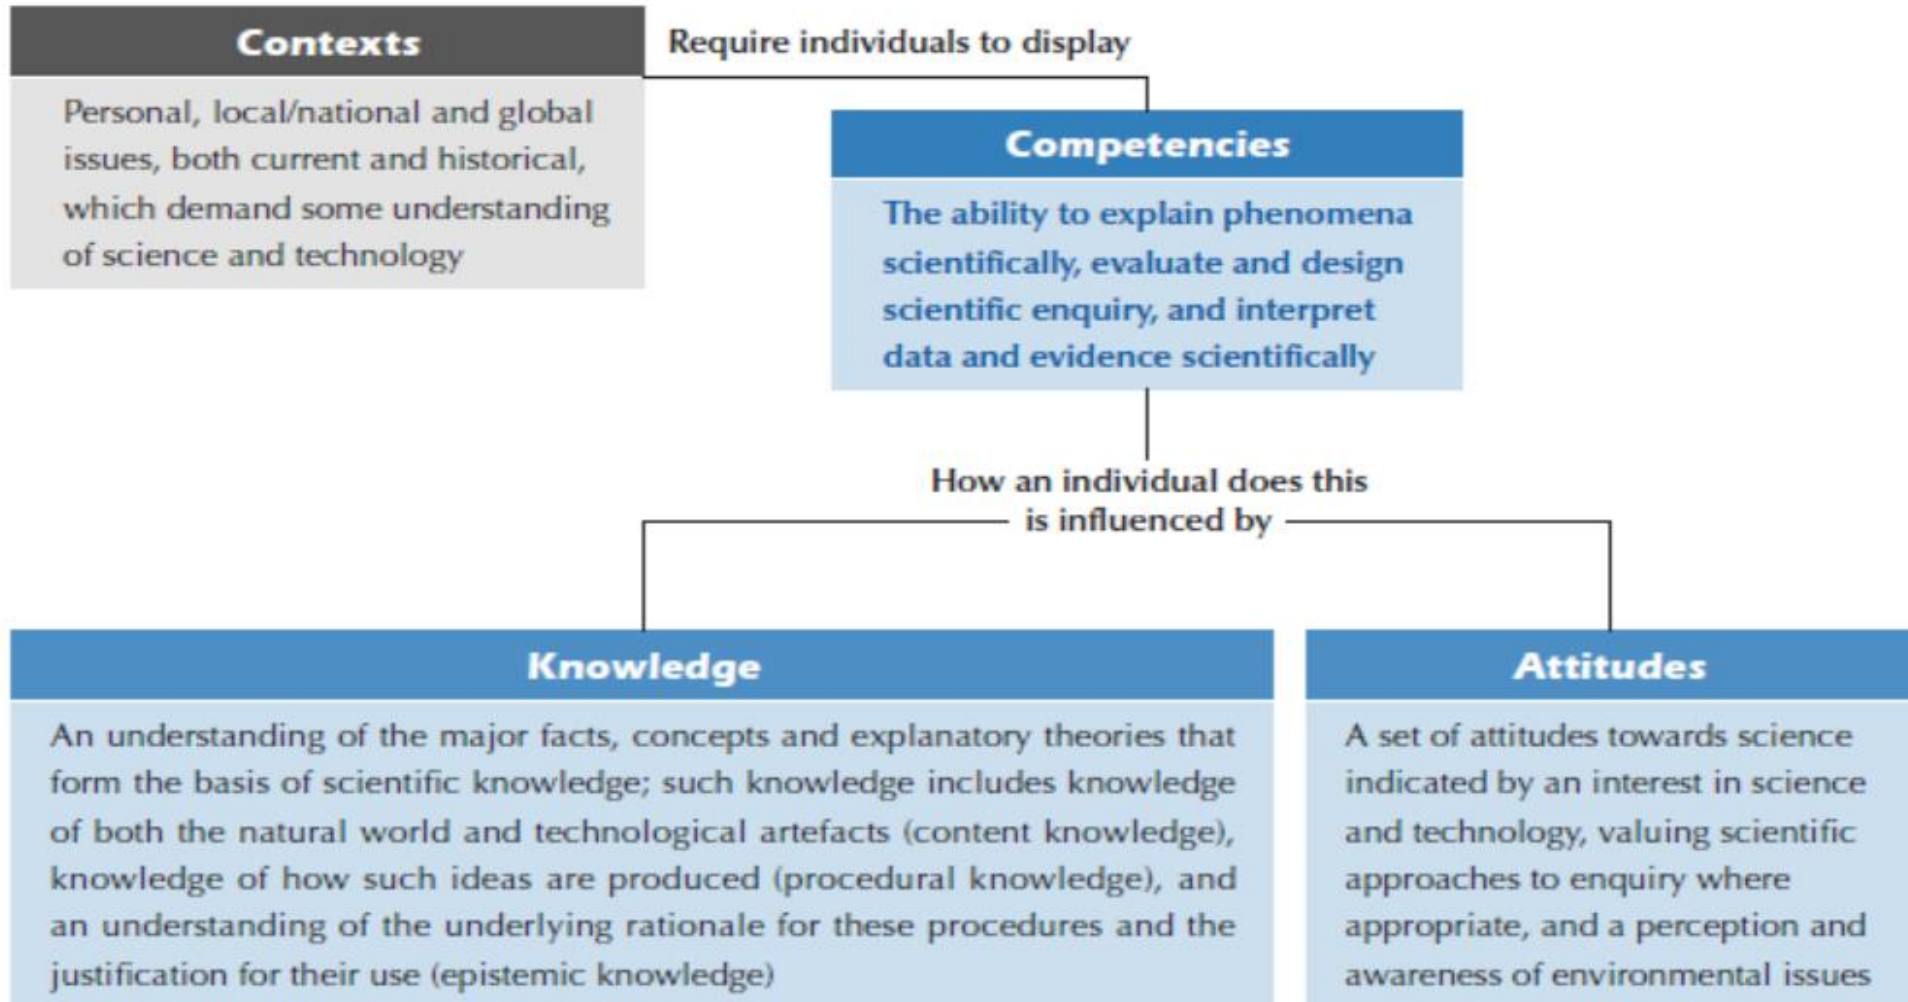 Contexts
Require individuals to display
Personal, local/national and global
issues, both current and historical,
which demand some understanding
of science and technology
Competencies
The ability to explain phenomena
scientifically, evaluate and design
scientific enquiry, and interpret
data and evidence scientifically
How an individual does this
is influenced by
Knowledge
An understanding of the major facts, concepts and explanatory theories that
form the basis of scientific knowledge; such knowledge includes knowledge
of both the natural world and technological artefacts (content knowledge),
knowledge of how such ideas are produced (procedural knowledge), and
an understanding of the underlying rationale for these procedures and the
justification for their use (epistemic knowledge)
Attitudes
A set of attitudes towards science
indicated by an interest in science
and technology, valuing scientific
approaches to enquiry where
appropriate, and a perception and
awareness of environmental issues